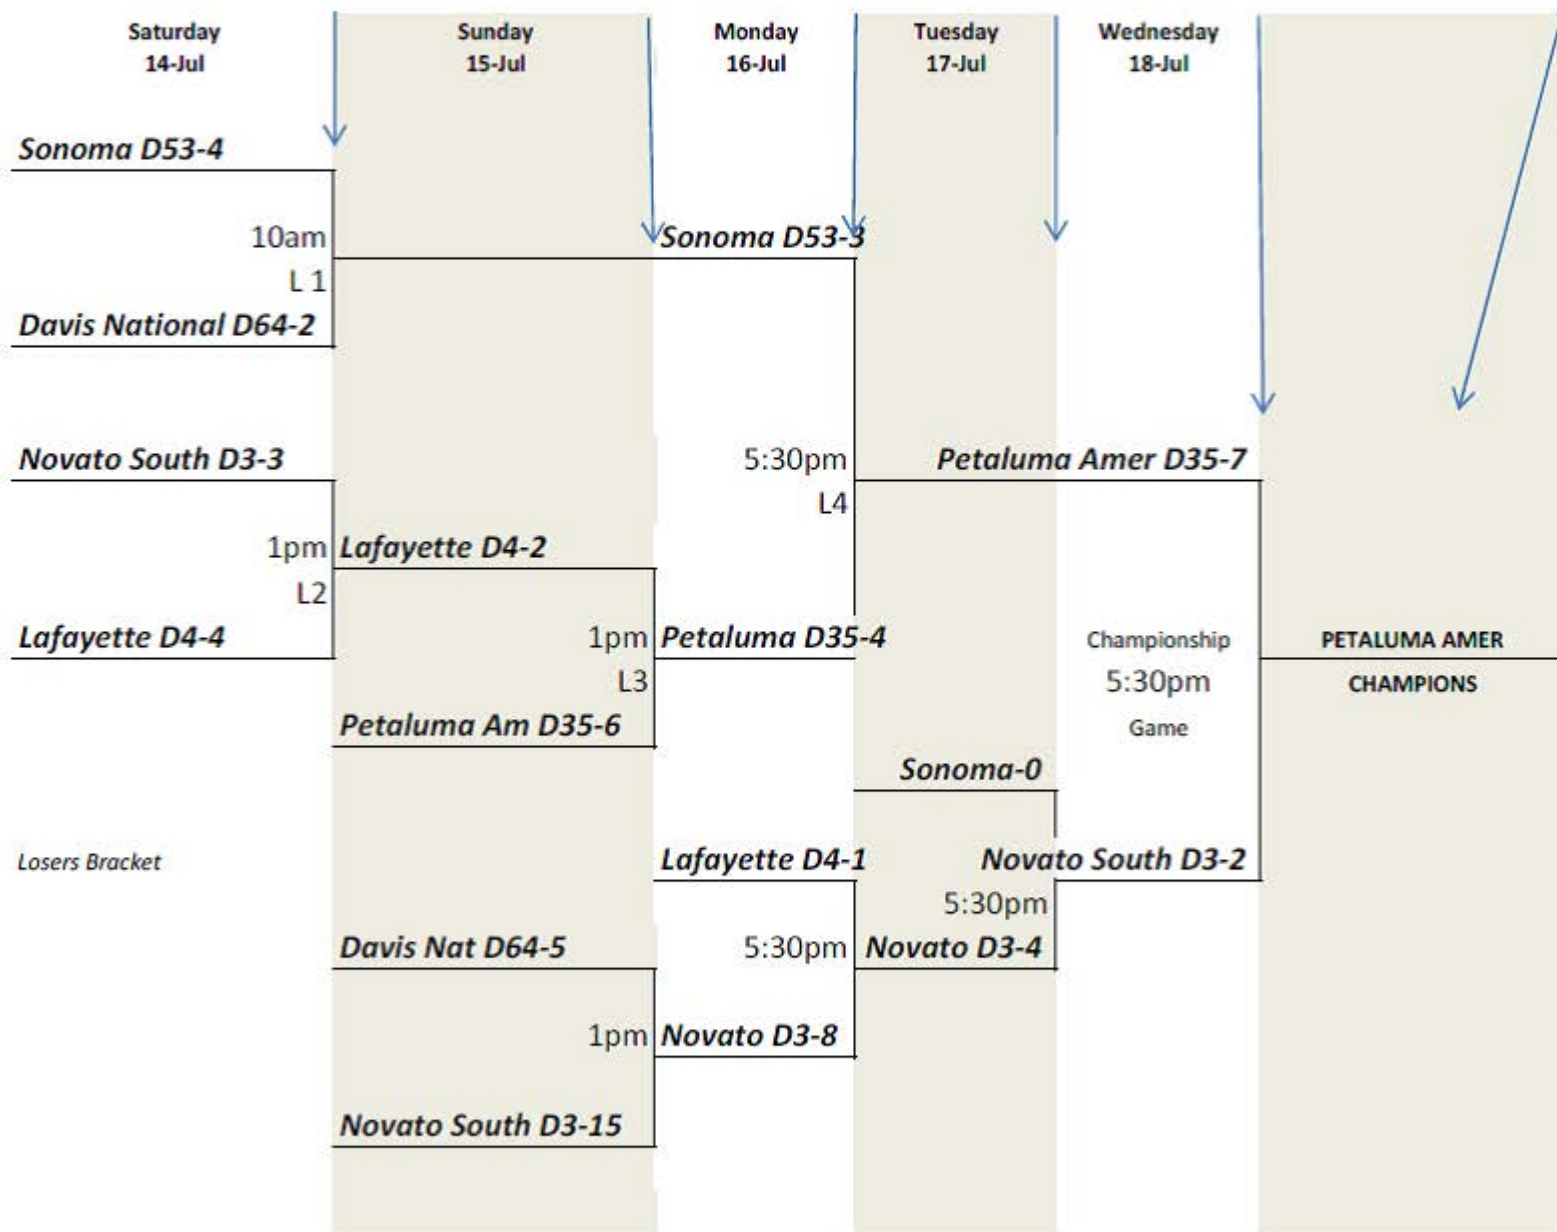 Saturday
14-Jul
Sunday
15-Jul
Monday
16-Jul
Tuesday
17-Jul
Wednesday
18-Jul
Sonoma D53-4
10am
Sonoma D53-3
L 1
Davis National D64-2
Novato South D3-3
5:30pm
Petaluma Amer D35-7
L4
1pm
Lafayette D4-2
L2
Lafayette D4-4
1pm
Petaluma D35-4
Championship
PETALUMA AMER
L3
5:30pm
CHAMPIONS
Petaluma Am D35-6
Game
Sonoma-0
Losers Bracket
Lafayette D4-1
Novato South D3-2
5:30pm
Davis Nat D64-5
5:30pm
Novato D3-4
1pm
Novato D3-8
Novato South D3-15